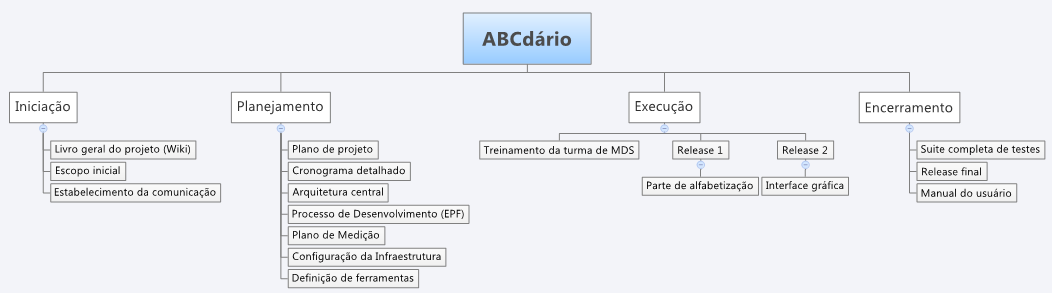 ABCdário
Iniciação
Livro geral do projeto (Wiki)
Escopo inicial
Estabelecimento da comunicação
Planejamento
Plano de projeto
Cronograma detalhado
Arquitetura central
Processo de Desenvolvimento (EPF)
Plano de Medição
Configuração da Infraestrutura
Definição de ferramentas
Execução
Treinamento da turma de MDS
Release 1
Parte de alfabetização
Release 2
Interface gráfica
Encerramento
Suite completa de testes
Release final
Manual do usuário